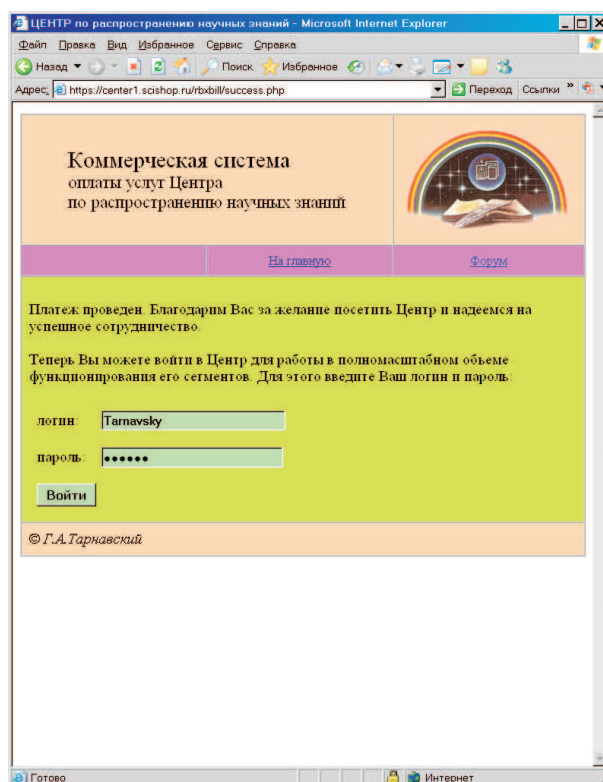 ЦЕНТР по распространению научных знаний - Microsoft Internet Explorer
Файл Правка Вид Избранное Сервис Справка
Назад Поиск Избранное
Адрес: https://center1.scishop.ru/rbxbill/success.php Переход Ссылки »
Коммерческая система
оплаты услуг Центра
по распространению научных знаний
На главную Форум
Платеж проведен. Благодарим Вас за желание посетить Центр и надеемся на
успешное сотрудничество.
Теперь Вы можете войти в Центр для работы в полномасштабном объеме
функционирования его сегментов. Для этого введите Ваш логин и пароль:
логин: Tarnavsky
пароль: ••••••
Войти
© Г.А.Тарнавский
Готово Интернет